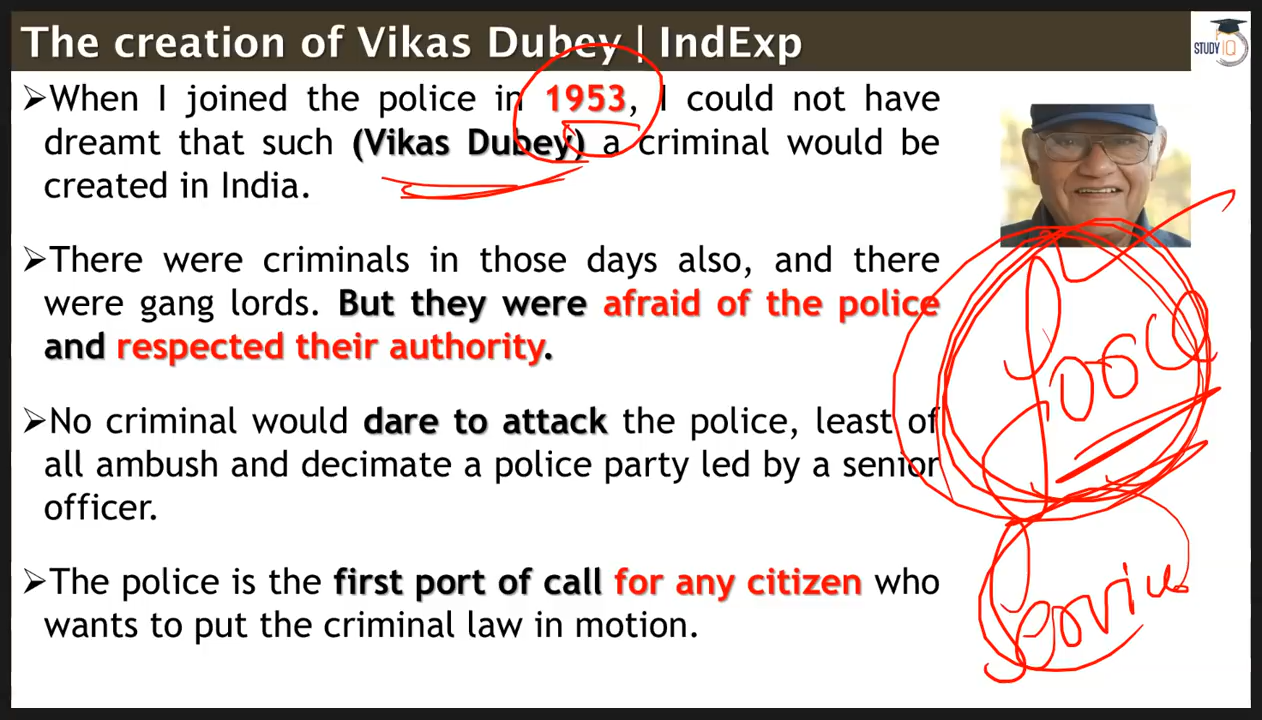 The creation of Vikas Dubey | IndExp
STUDY IQ
➢When I joined the police in 1953, I could not have
dreamt that such (Vikas Dubey) a criminal would be
created in India.
➢There were criminals in those days also, and there
were gang lords. But they were afraid of the police
and respected their authority.
➢No criminal would dare to attack the police, least of
all ambush and decimate a police party led by a senior
officer.
➢The police is the first port of call for any citizen who
wants to put the criminal law in motion.
force
Service